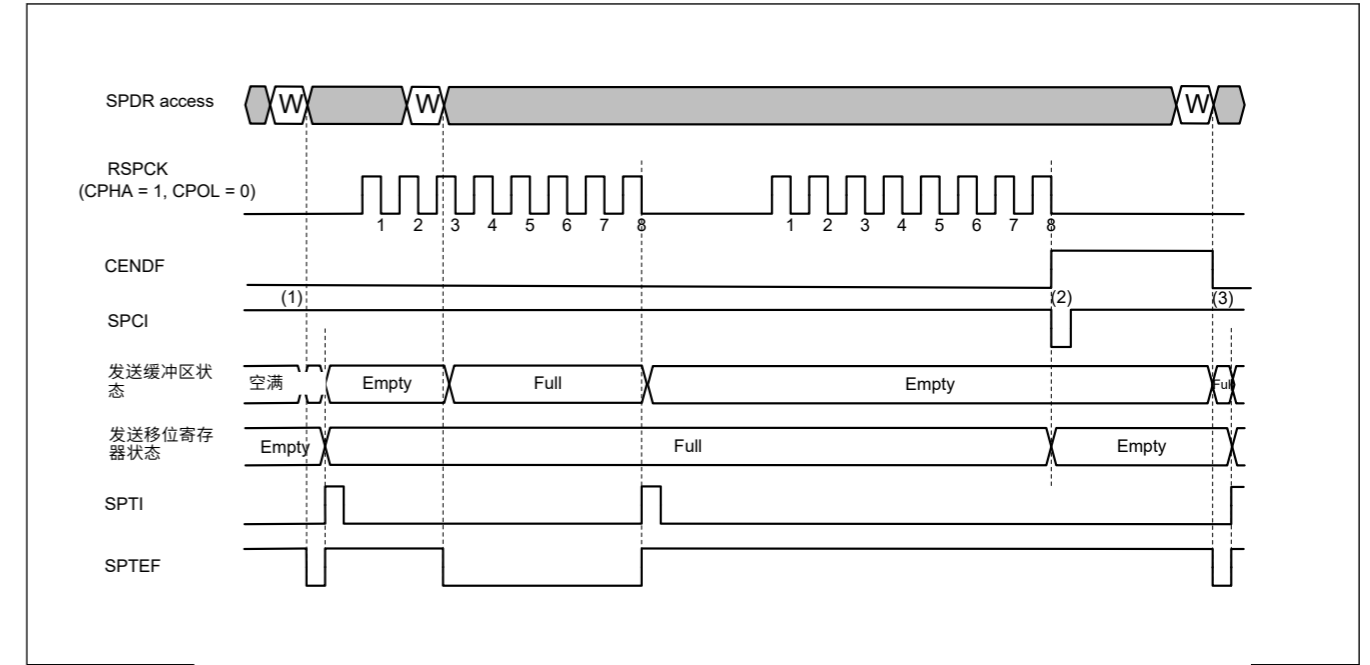 SPDR access
W W W
RSPCK
(CPHA = 1, CPOL = 0)
1 2 3 4 5 6 7 8 1 2 3 4 5 6 7 8
CENDF
(1) (2) (3)
SPCI
发送缓冲区状
态
空满 Empty Full Empty Full
发送移位寄存
器状态
Empty Full Empty
SPTI
SPTEF